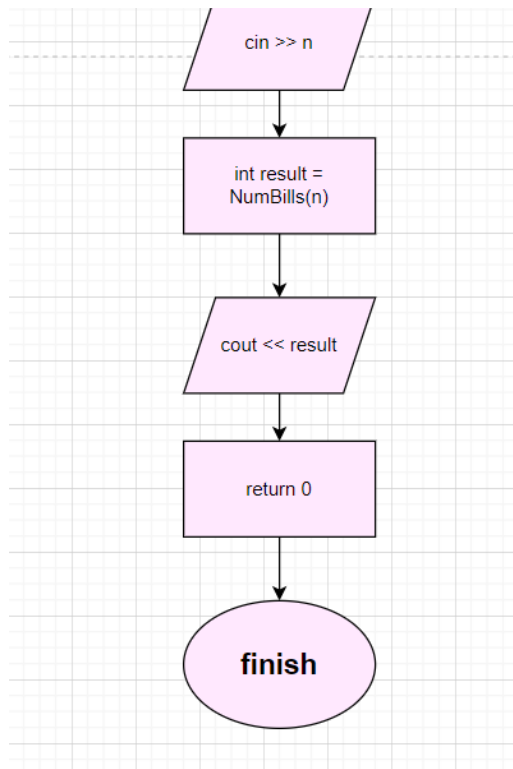 cin >> n
int result =
NumBills(n)
cout << result
return 0
finish